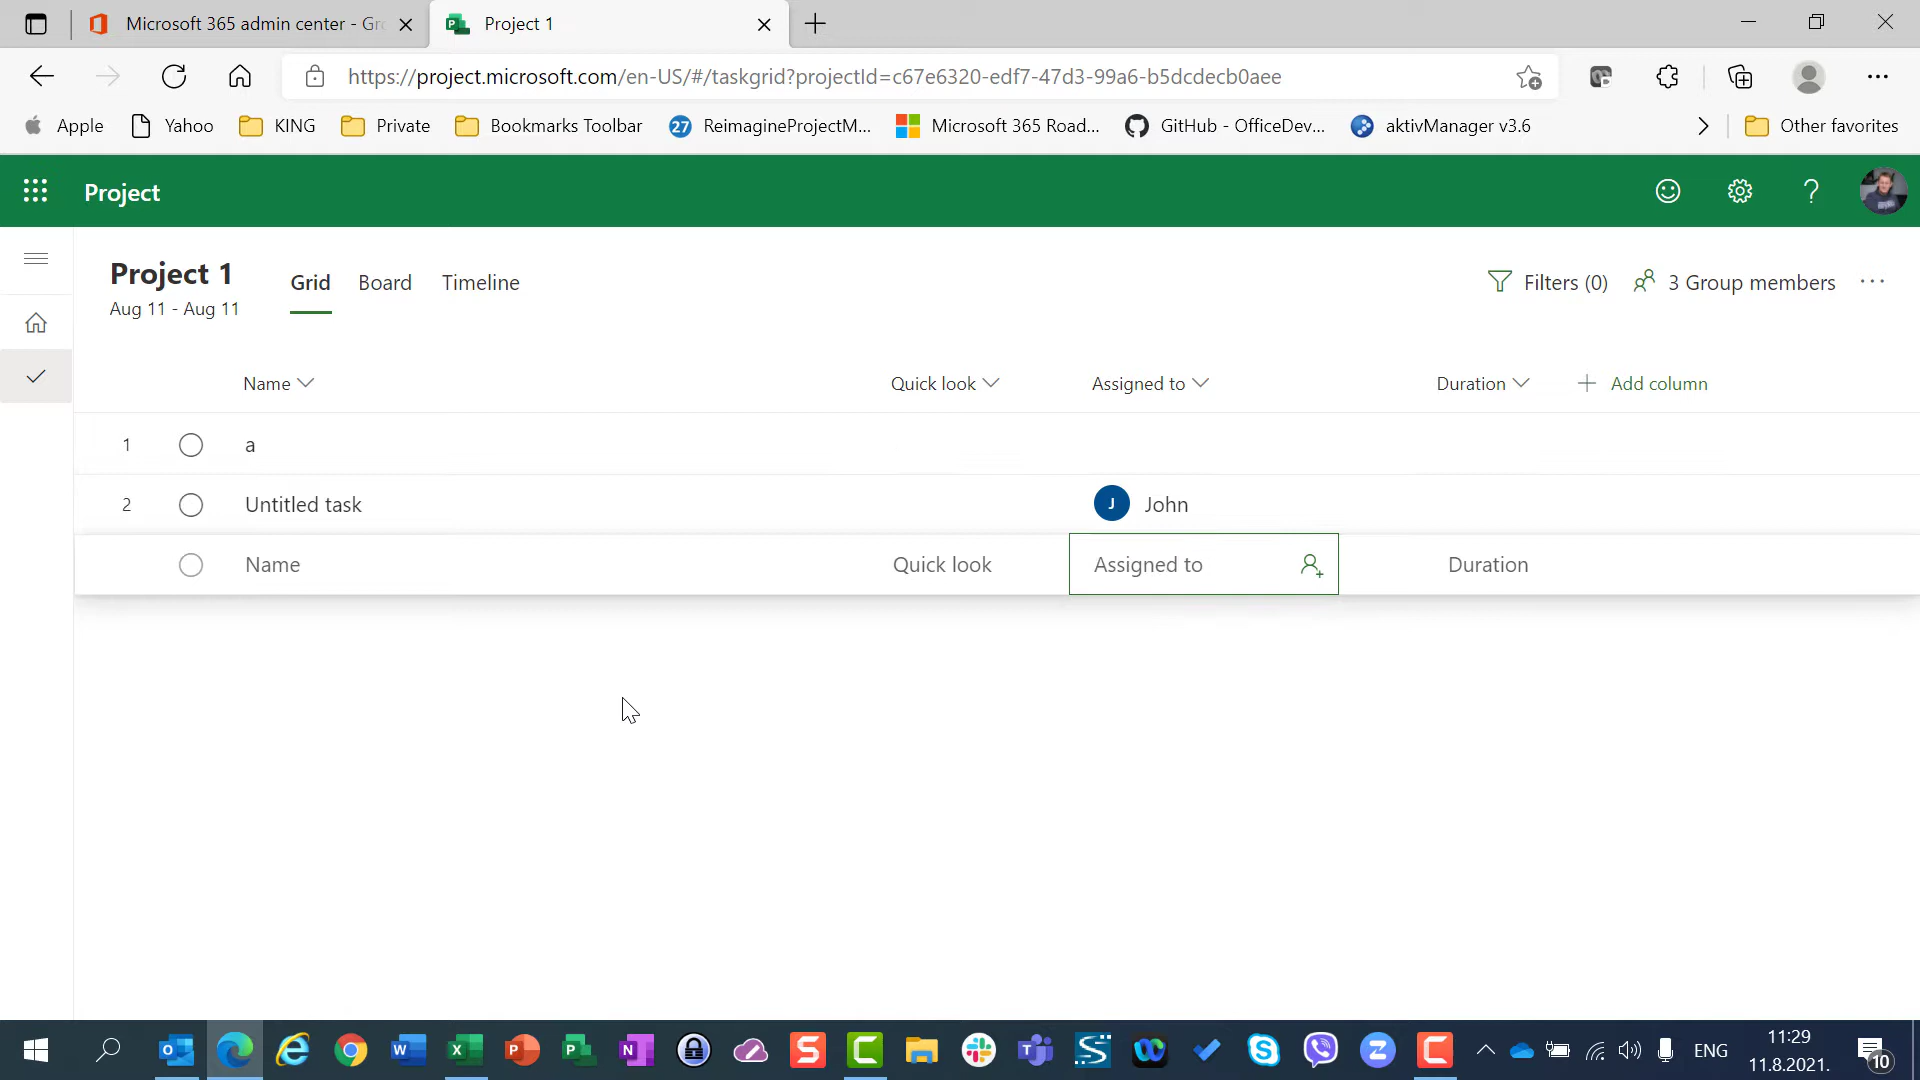 Microsoft 365 admin center - Gro
Project 1
https://project.microsoft.com/en-US/#/taskgrid?projectId=c67e6320-edf7-47d3-99a6-b5dcdecb0aee
Apple
Yahoo
KING
Private
Bookmarks Toolbar
27 ReimagineProjectM...
Microsoft 365 Road...
GitHub - OfficeDev...
aktivManager v3.6
Other favorites
Project
Project 1
Aug 11 - Aug 11
Grid
Board
Timeline
Filters (0)
3 Group members
Name
Quick look
Assigned to
Duration
Add column
1 a
2 Untitled task J John
Name Quick look Assigned to Duration
ENG
11:29
11.8.2021.
10